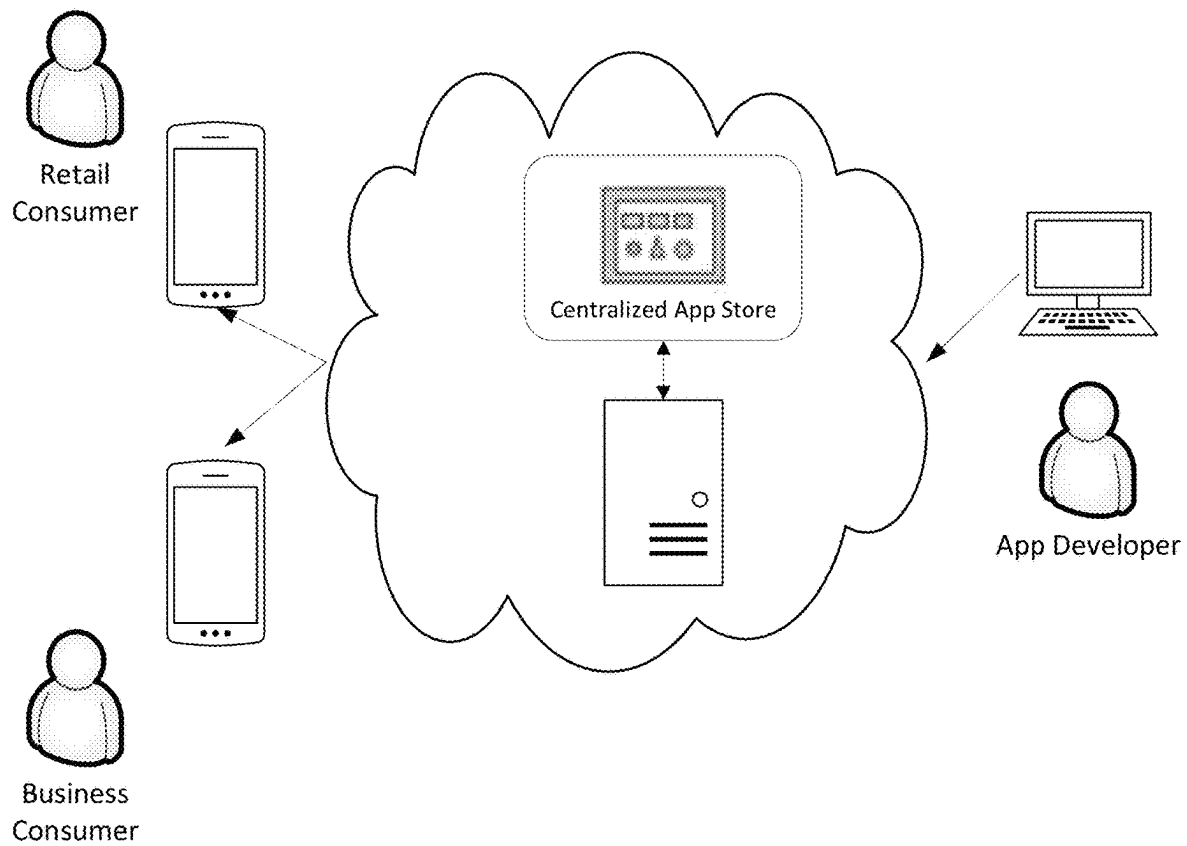 Retail
Consumer
Centralized App Store
App Developer
Business
Consumer